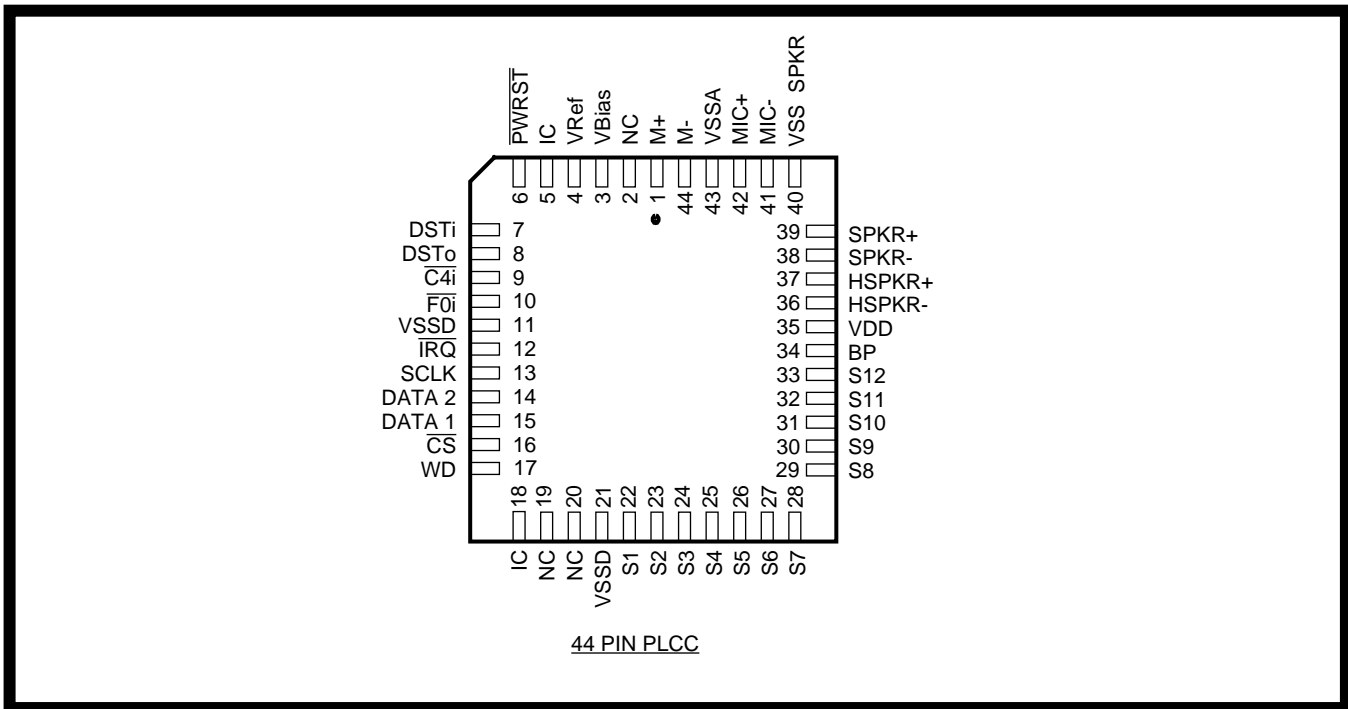 PWRST
IC
VRef
VBias
NC
M+
M-
VSSA
MIC+
MIC-
VSS SPKR
6 5 4 3 2 1 44 43 42 41 40
DSTi 7
DSTo 8
C4i 9
F0i 10
VSSD 11
IRQ 12
SCLK 13
DATA 2 14
DATA 1 15
CS 16
WD 17
39 SPKR+
38 SPKR-
37 HSPKR+
36 HSPKR-
35 VDD
34 BP
33 S12
32 S11
31 S10
30 S9
29 S8
18 19 20 21 22 23 24 25 26 27 28
IC
NC
NC
VSSD
S1
S2
S3
S4
S5
S6
S7
44 PIN PLCC